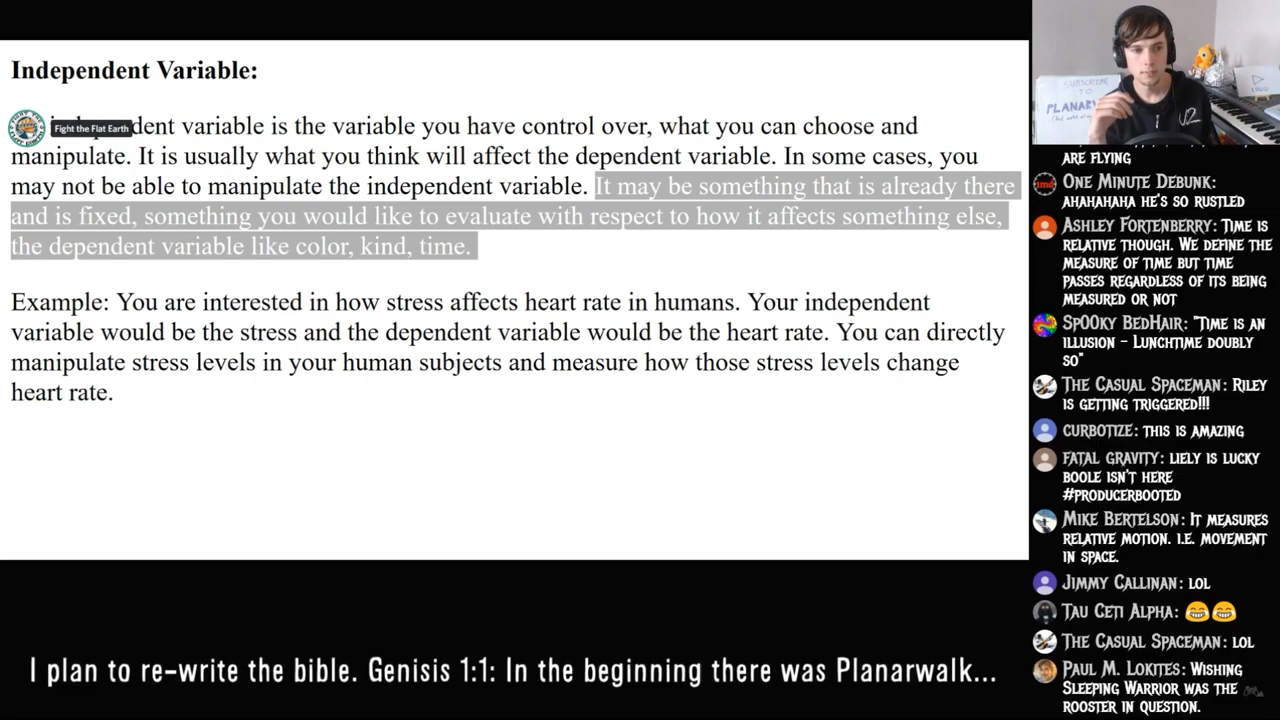 Independent Variable:
dent variable is the variable you have control over, what you can choose and
Fight the Flat Earth
manipulate. It is usually what you think will affect the dependent variable. In some cases, you
may not be able to manipulate the independent variable. It may be something that is already there
and is fixed, something you would like to evaluate with respect to how it affects something else,
the dependent variable like color, kind, time.
Example: You are interested in how stress affects heart rate in humans. Your independent
variable would be the stress and the dependent variable would be the heart rate. You can directly
manipulate stress levels in your human subjects and measure how those stress levels change
heart rate.
I plan to re-write the bible. Genisis 1:1: In the beginning there was Planarwalk...
SUBSCRIBE
TO
PLANARW
U2
ARE FLYING
imd
ONE MINUTE DEBUNK:
AHAHAHAHA HE'S SO RUSTLED
ASHLEY FORTENBERRY: TIME IS
RELATIVE THOUGH. WE DEFINE THE
MEASURE OF TIME BUT TIME
PASSES REGARDLESS OF ITS BEING
MEASURED OR NOT
SPOOKY BEDHAIR: "TIME IS AN
ILLUSION - LUNCHTIME DOUBLY
SO"
THE CASUAL SPACEMAN: RILEY
IS GETTING TRIGGERED!!!
CURBOTIZE: THIS IS AMAZING
FATAL GRAVITY: LIELY IS LUCKY
BOOLE ISN'T HERE
#PRODUCERBOOTED
MIKE BERTELSON: IT MEASURES
RELATIVE MOTION. I.E. MOVEMENT
IN SPACE.
JIMMY CALLINAN: LOL
TAU CETI ALPHA: 😂😂
THE CASUAL SPACEMAN: LOL
PAUL M. LOKITES: WISHING
SLEEPING WARRIOR WAS THE
ROOSTER IN QUESTION.